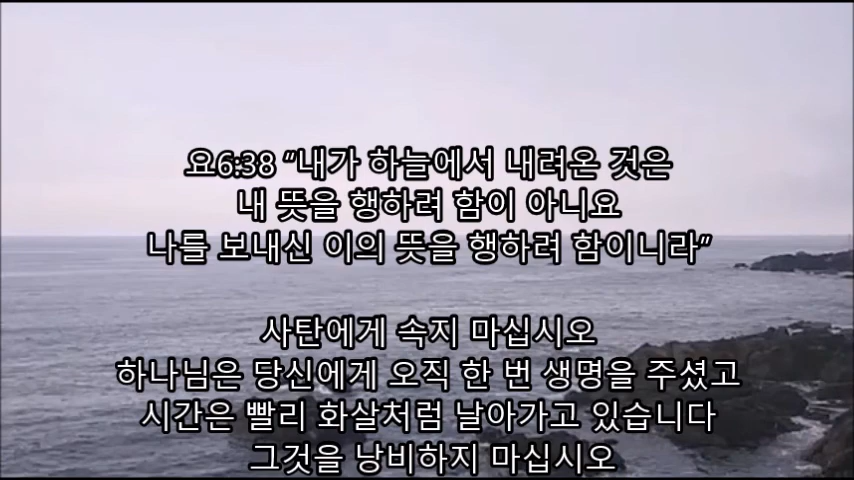 요6:38 “내가 하늘에서 내려온 것은
내 뜻을 행하려 함이 아니요
나를 보내신 이의 뜻을 행하려 함이니라”
사탄에게 속지 마십시오
하나님은 당신에게 오직 한 번 생명을 주셨고
시간은 빨리 화살처럼 날아가고 있습니다
그것을 낭비하지 마십시오